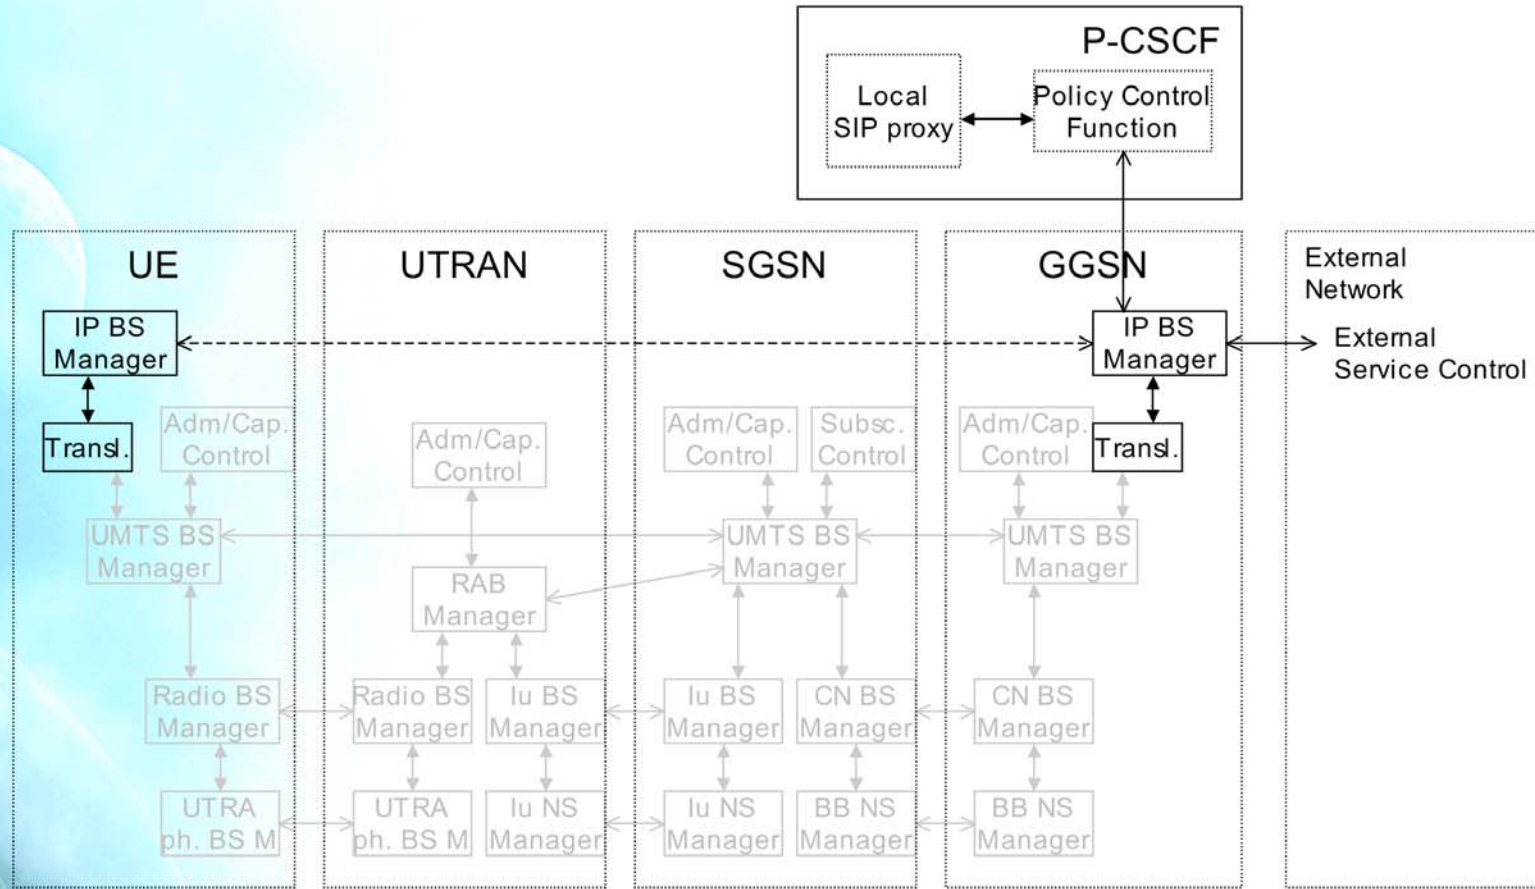 P-CSCF
Local
SIP proxy
Policy Control
Function
UE
UTRAN
SGSN
GGSN
External
Network
IP BS
Manager
IP BS
Manager
External
Service Control
Transl.
Adm/Cap.
Control
Adm/Cap.
Control
Adm/Cap.
Control
Subsc.
Control
Adm/Cap.
Control
Transl.
UMTS BS
Manager
UMTS BS
Manager
UMTS BS
Manager
RAB
Manager
Radio BS
Manager
Radio BS
Manager
Iu BS
Manager
Iu BS
Manager
CN BS
Manager
CN BS
Manager
UTRA
ph. BS M
UTRA
ph. BS M
Iu NS
Manager
Iu NS
Manager
BB NS
Manager
BB NS
Manager